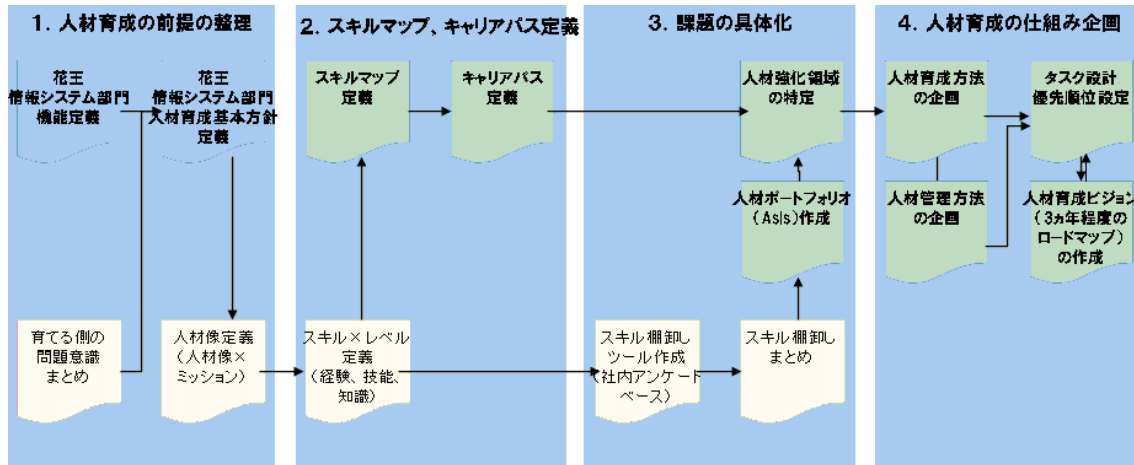 1. 人材育成の前提の整理
花王
情報システム部門
機能定義
花王
情報システム部門
人材育成基本方針
定義
育てる側の
問題意識
まとめ
人材像定義
(人材像×
ミッション)
2. スキルマップ、キャリアパス定義
スキルマップ
定義
キャリアパス
定義
スキル×レベル
定義
(経験、技能、
知識)
3. 課題の具体化
人材強化領域
の特定
人材ポートフォリオ
(AsIs)作成
スキル棚卸し
ツール作成
(社内アンケート
ベース)
スキル棚卸し
まとめ
4. 人材育成の仕組み企画
人材育成方法
の企画
タスク設計
優先順位設定
人材管理方法
の企画
人材育成ビジョン
(3ヵ年程度の
ロードマップ)
の作成